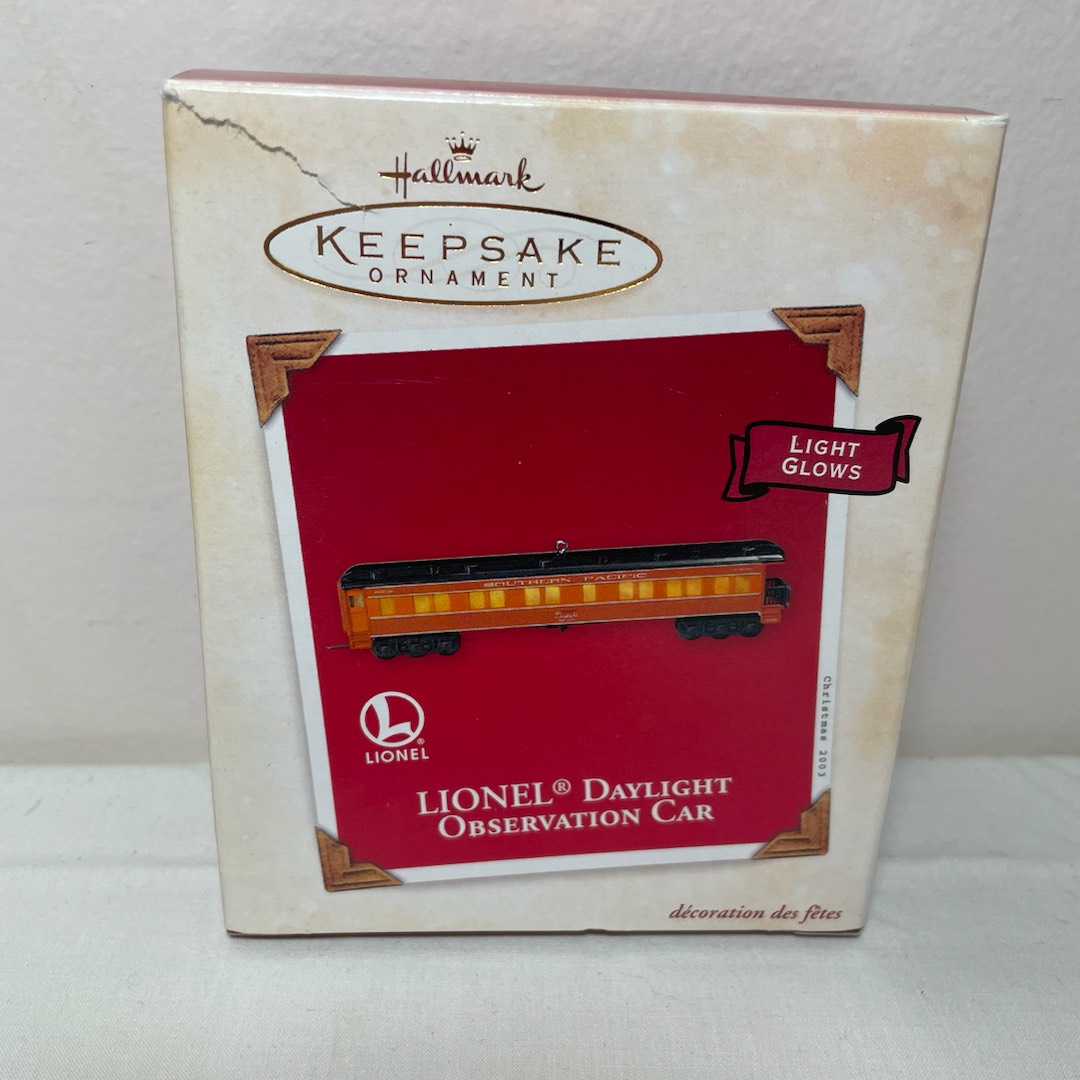 Hallmark
KEEPSAKE
ORNAMENT
LIGHT
GLOWS
SOUTHERN PACIFIC
Christmas 2003
LIONEL®
LIONEL® DAYLIGHT
OBSERVATION CAR
décoration des fêtes